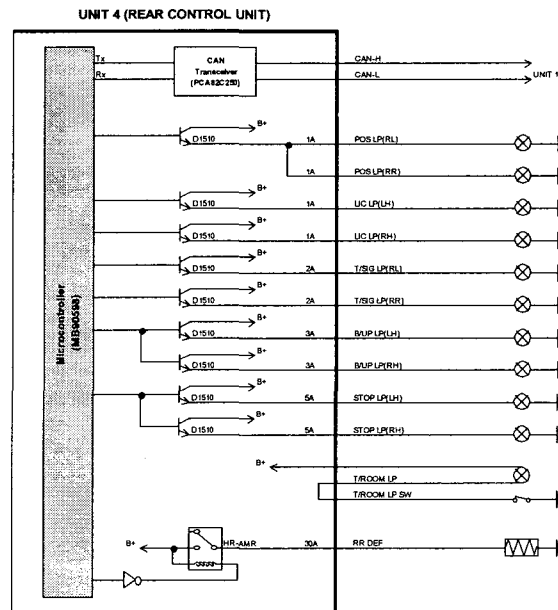 UNIT 4 (REAR CONTROL UNIT)
Tx
Rx
CAN
Transceiver
(PCA82C250)
CAN-H
CAN-L
UNIT 1
Microcontroller
(MB90598)
B+
D1510 1A POS LP(RL)
1A POS LP(RR)
B+
D1510 1A LIC LP(LH)
B+
D1510 1A LIC LP(RH)
B+
D1510 2A T/SIG LP(RL)
B+
D1510 2A T/SIG LP(RR)
B+
D1510 3A B/UP LP(LH)
B+
D1510 3A B/UP LP(RH)
B+
D1510 5A STOP LP(LH)
B+
D1510 5A STOP LP(RH)
B+
T/ROOM LP
T/ROOM LP SW
B+ HR-AMR 30A RR DEF